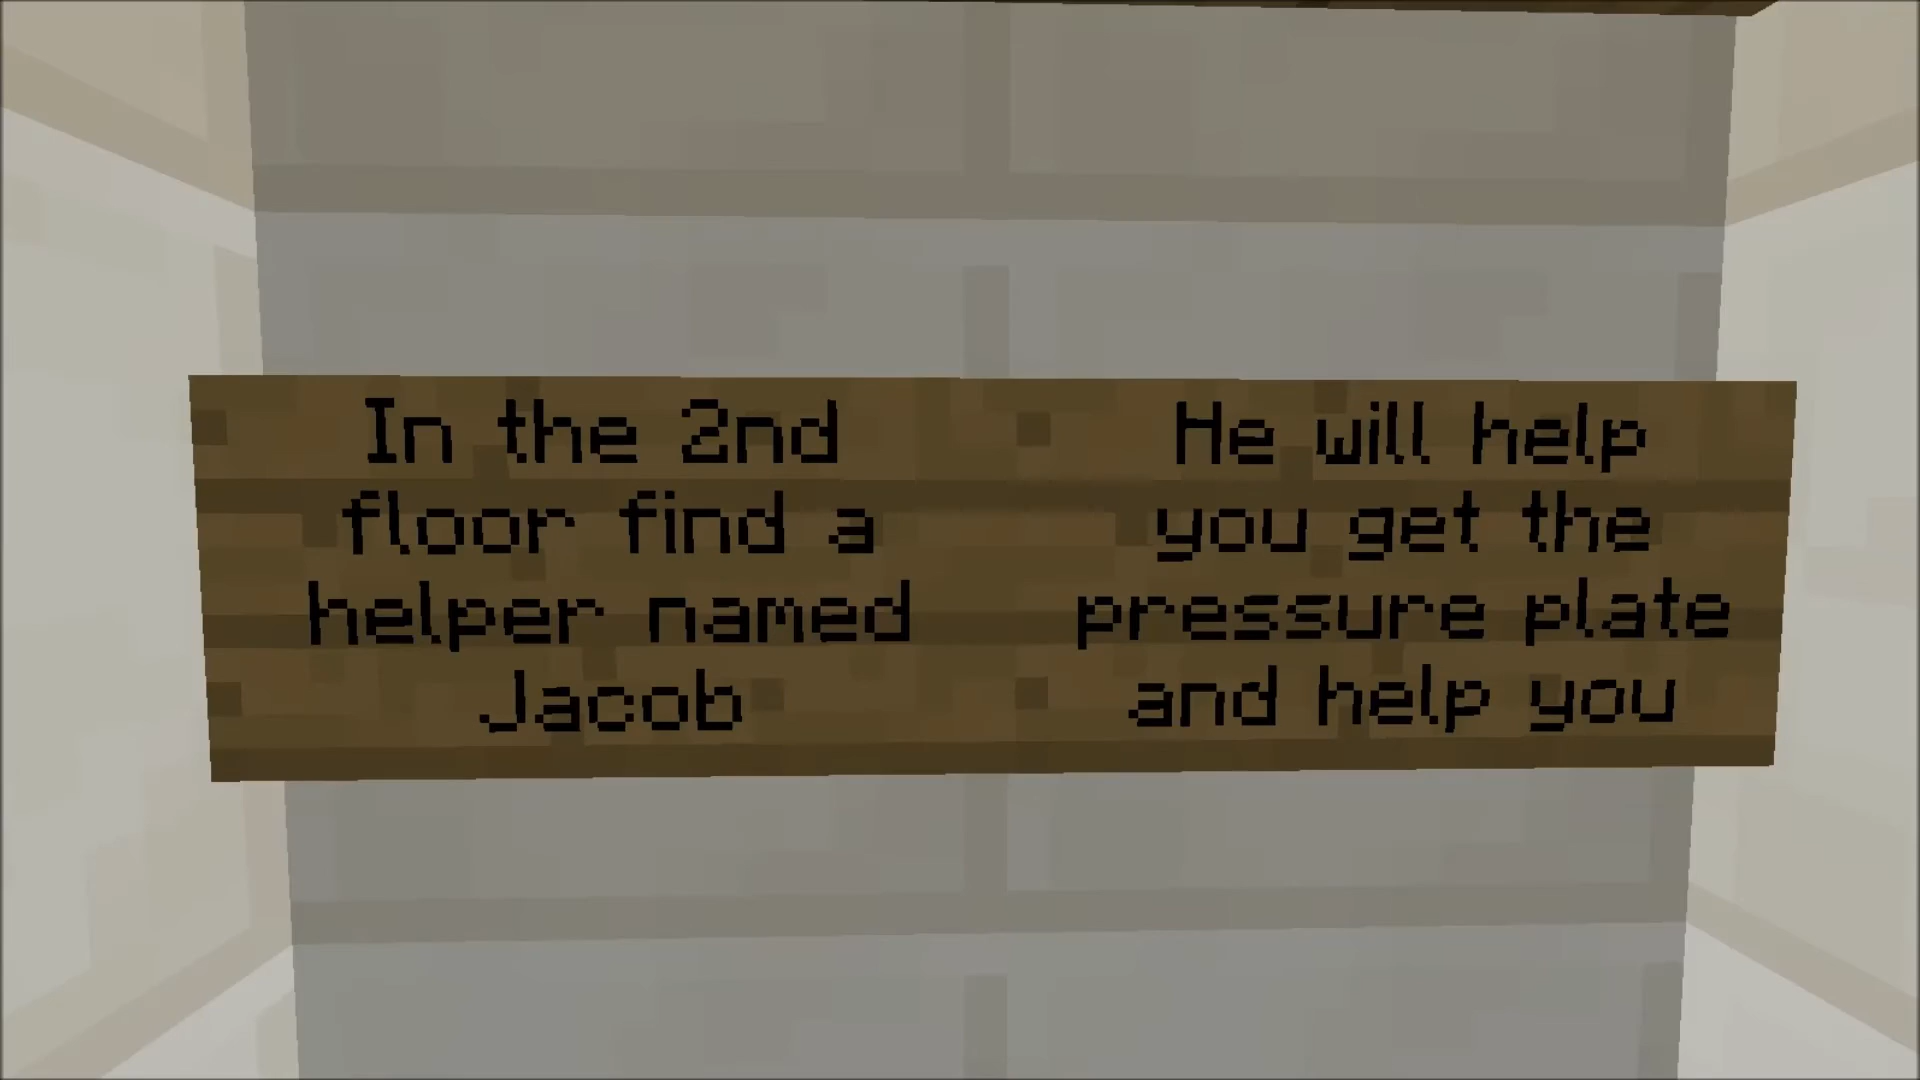 In the 2nd
floor find a
helper named
Jacob
He will help
you get the
pressure plate
and help you